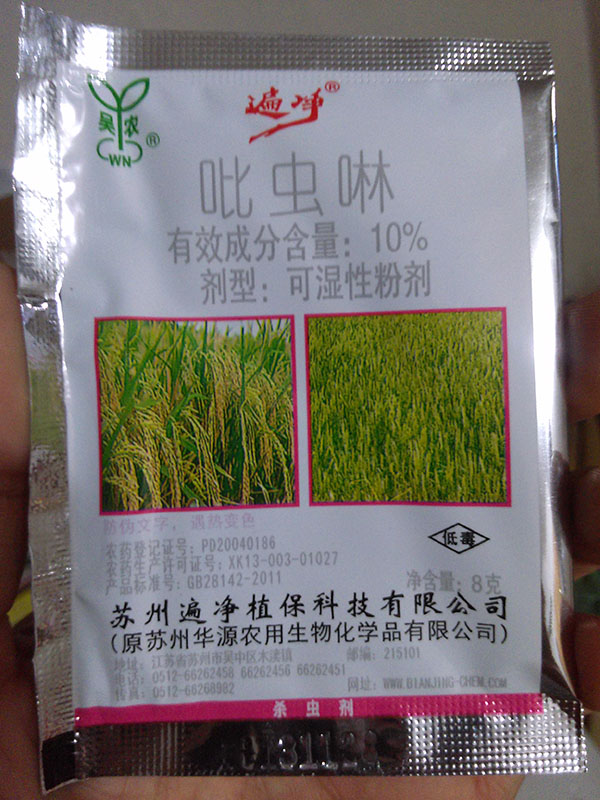 遍净®
吴农®
WN
吡虫啉
有效成分含量：10%
剂型：可湿性粉剂
防伪文字，遇热变色
农药登记证号：PD20040186
农药生产许可证号：XK13-003-01027
产品标准号：GB28142-2011
低毒
净含量：8克
苏州遍净植保科技有限公司
(原苏州华源农用生物化学品有限公司)
地址：江苏省苏州市吴中区木渎镇 邮编：215101
电话：0512-66262458 66262456 66262451
传真：0512-66260982 网址：WWW.BIANJING-CHEM.COM
杀虫剂